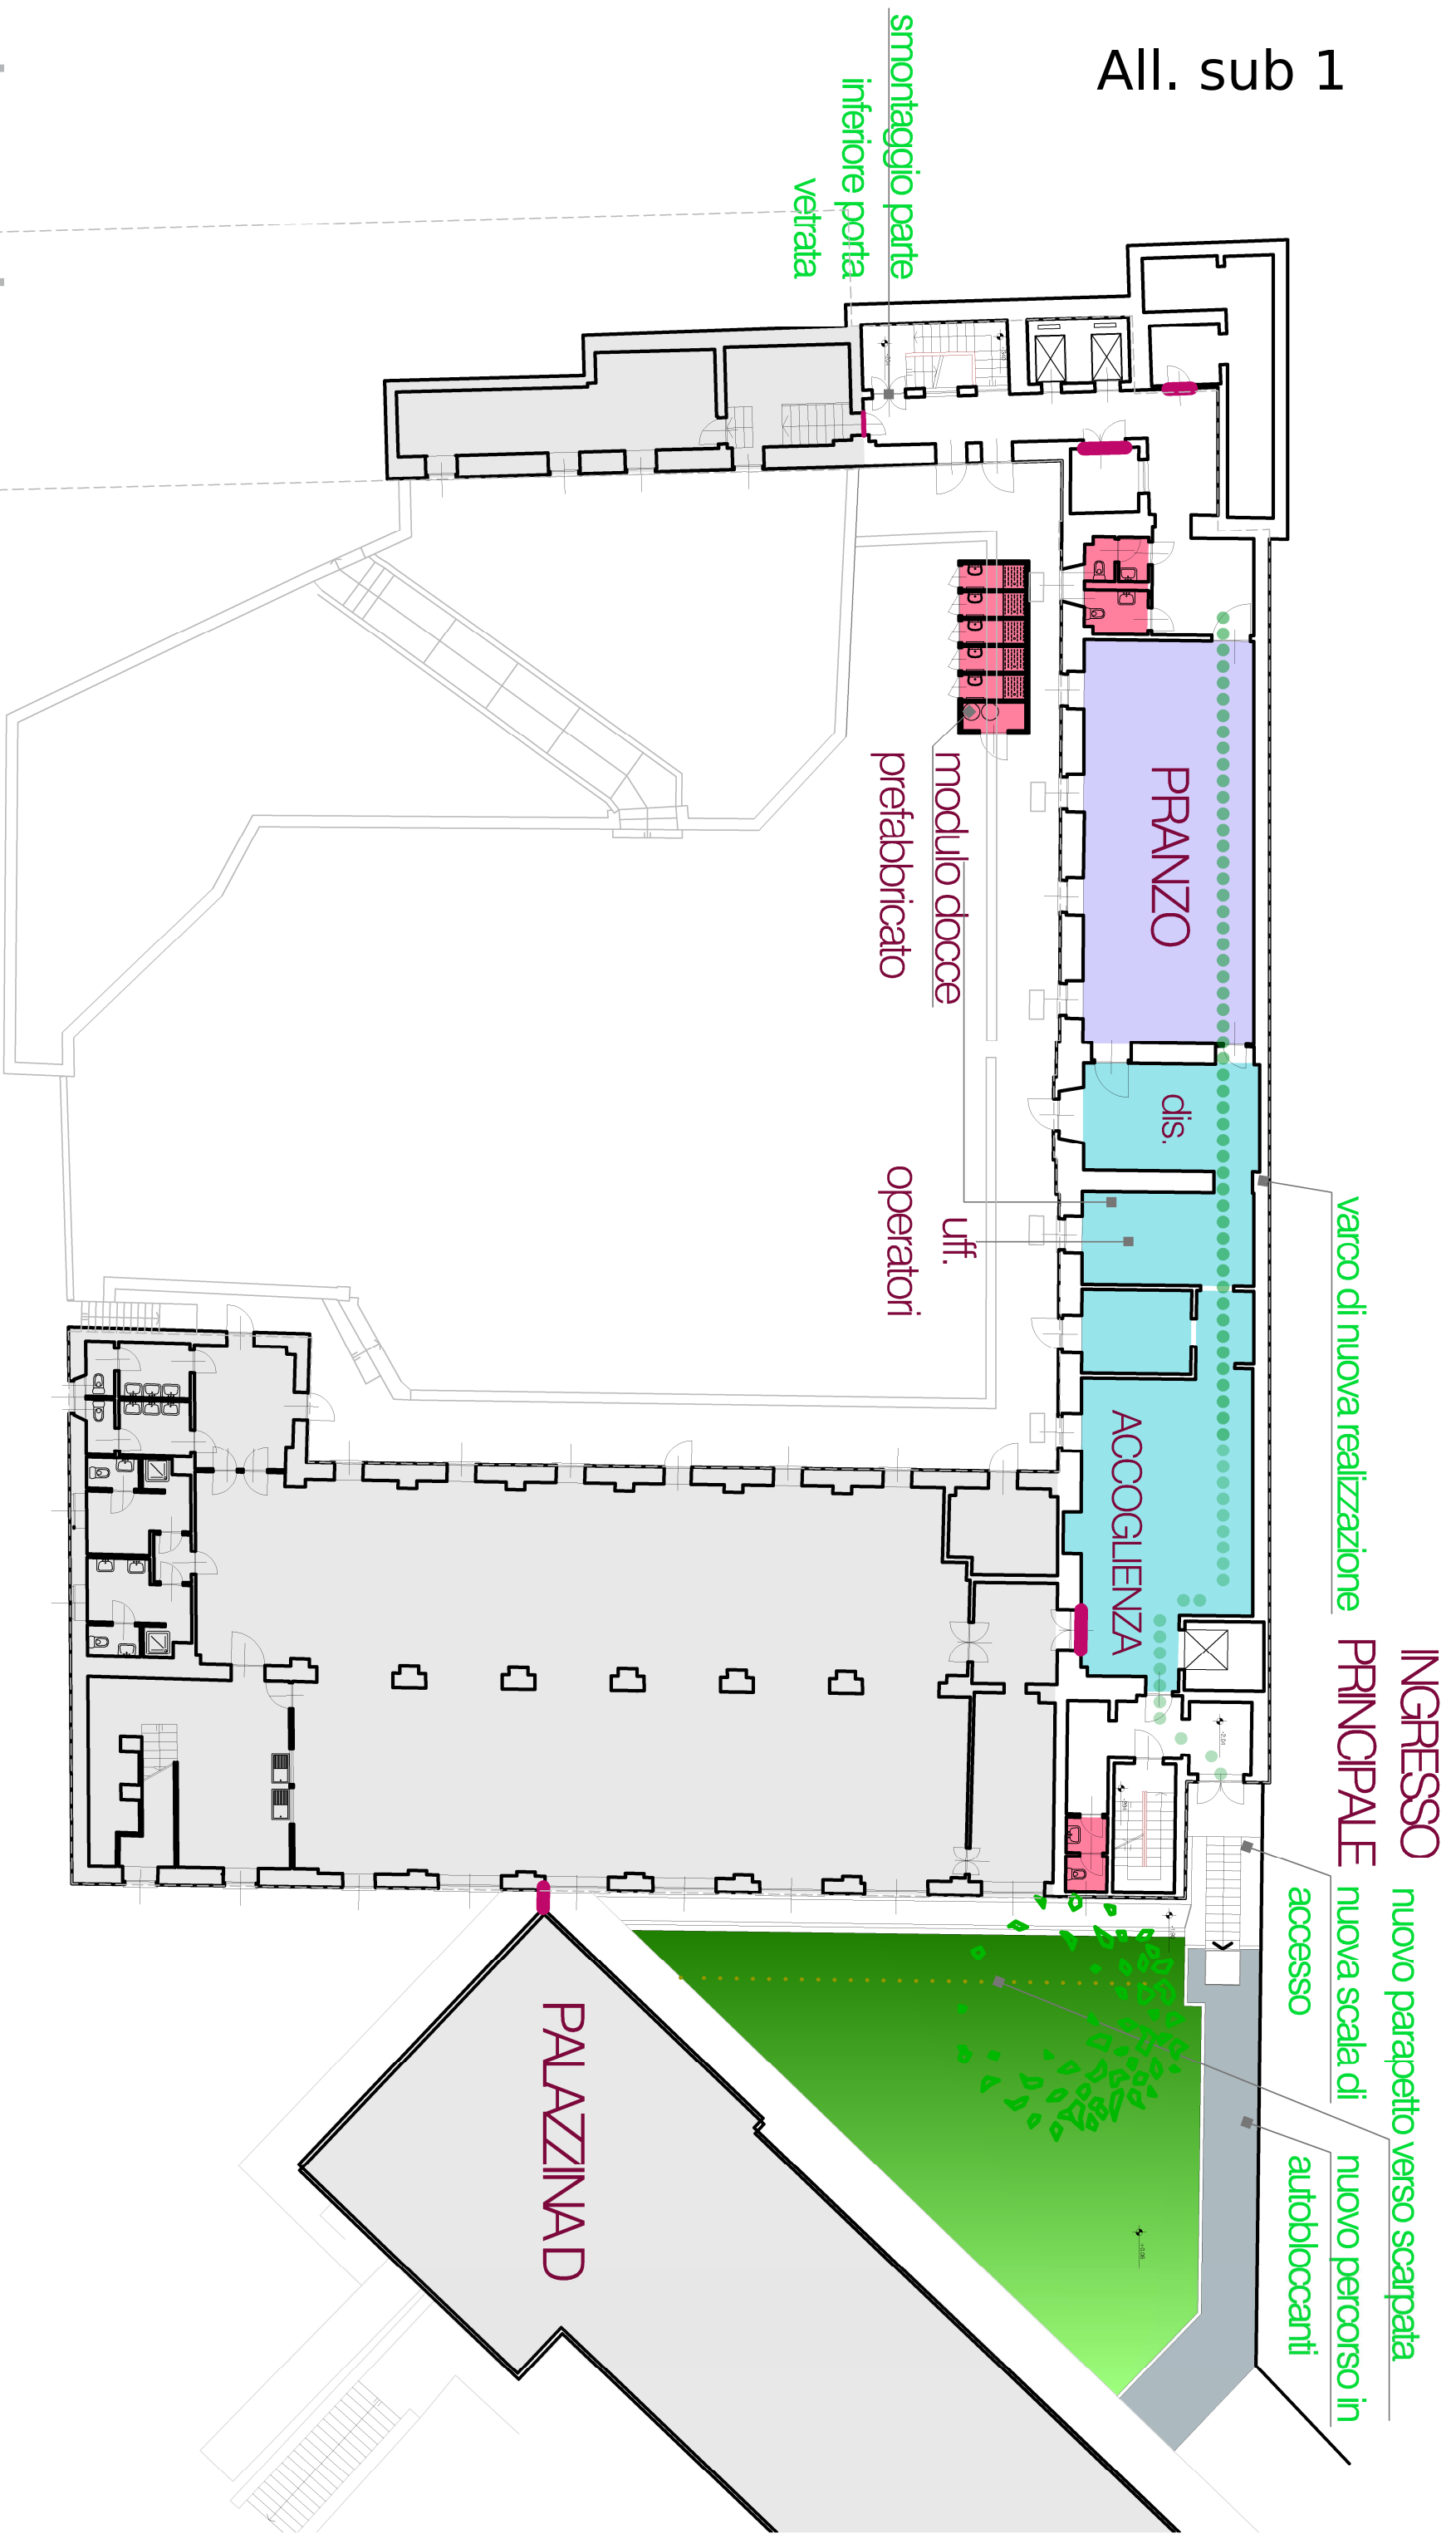 All. sub 1
smontaggio parte
inferiore porta
vetrata
PRANZO
modulo docce
prefabbricato
dis.
uff.
operatori
varco di nuova realizzazione
ACCOGLIENZA
INGRESSO
PRINCIPALE
nuovo parapetto verso scarpata
nuova scala di
accesso
nuovo percorso in
autobloccanti
PALAZZINA D